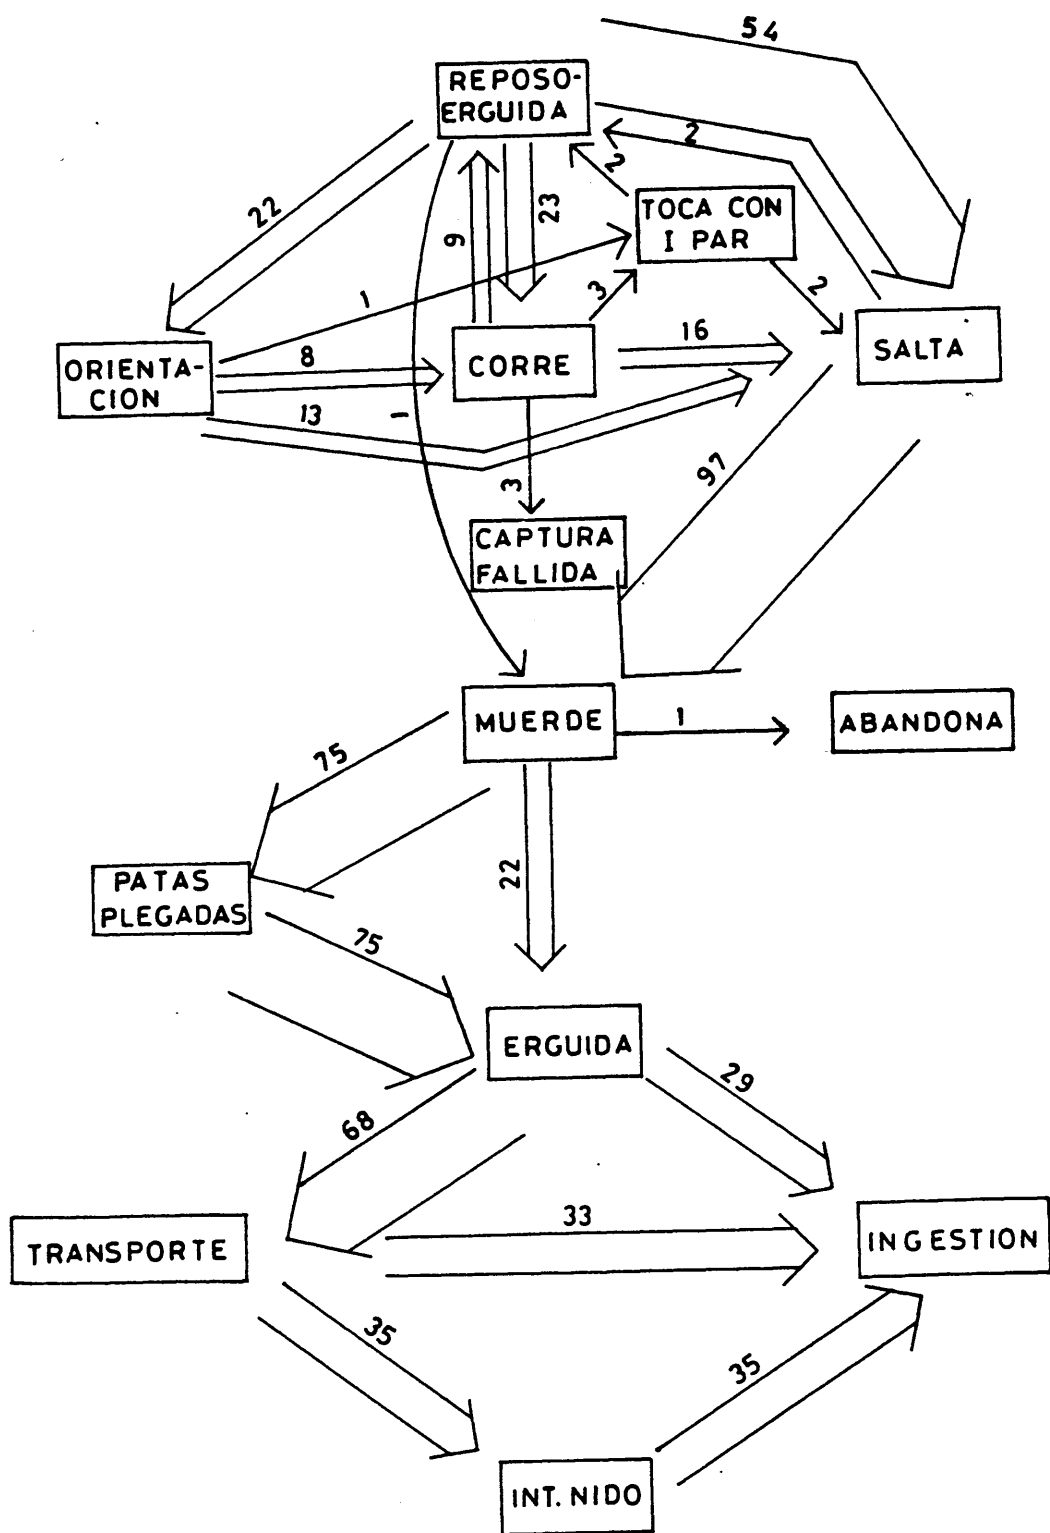 54
REPOSO-
ERGUIDA
2
2
22
23
9
TOCA CON
I PAR
1
3
2
ORIENTA-
CION
8
CORRE
16
SALTA
13
1
97
3
CAPTURA
FALLIDA
MUERDE
1
ABANDONA
75
22
PATAS
PLEGADAS
75
ERGUIDA
29
68
33
TRANSPORTE
INGESTION
35
35
INT. NIDO